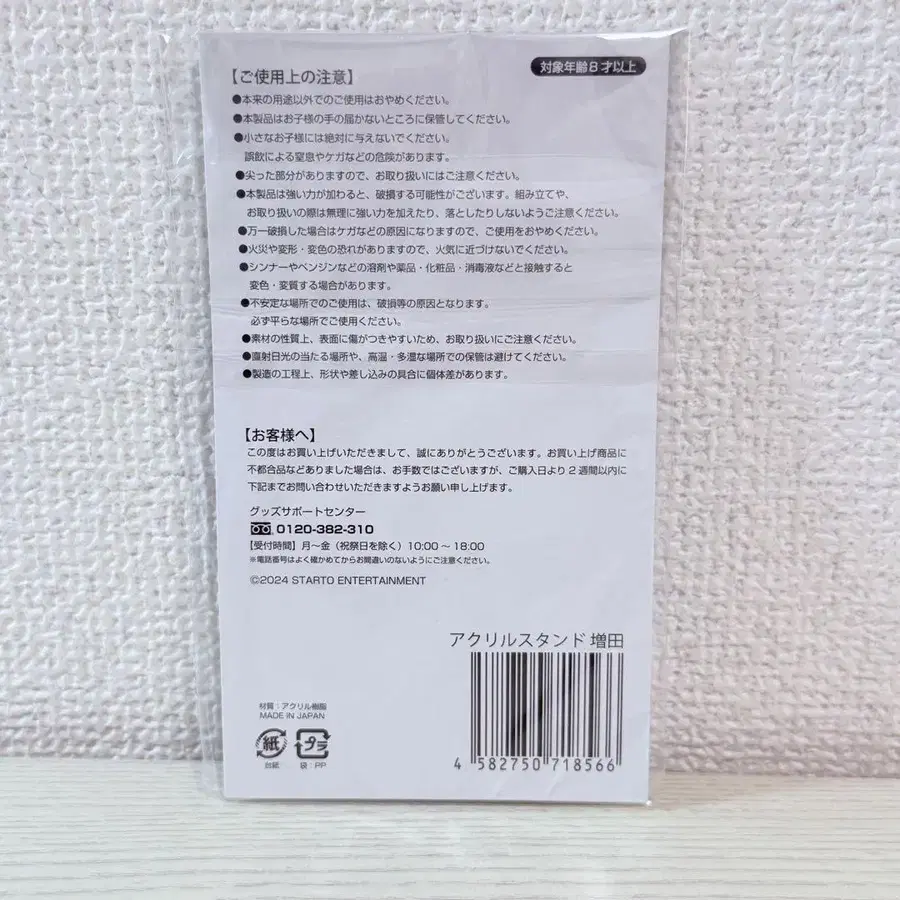 対象年齢8才以上
【ご使用上の注意】
●本来の用途以外でのご使用はおやめください。
●本製品はお子様の手の届かないところに保管してください。
●小さなお子様には絶対に与えないでください。
誤飲による窒息やケガなどの危険があります。
●尖った部分がありますので、お取り扱いにはご注意ください。
●本製品は強い力が加わると、破損する可能性がございます。組み立てや、
お取り扱いの際は無理に強い力を加えたり、落としたりしないようご注意ください。
●万一破損した場合はケガなどの原因になりますので、ご使用をおやめください。
●火災や変形・変色の恐れがありますので、火気に近づけないでください。
●シンナーやベンジンなどの溶剤や薬品・化粧品・消毒液などと接触すると
変色・変質する場合があります。
●不安定な場所でのご使用は、破損等の原因となります。
必ず平らな場所でご使用ください。
●素材の性質上、表面に傷がつきやすいため、お取り扱いにご注意ください。
●直射日光の当たる場所や、高温・多湿な場所での保管は避けてください。
●製造の工程上、形状や差し込みの具合に個体差があります。
【お客様へ】
この度はお買い上げいただきまして、誠にありがとうございます。お買い上げ商品に
不都合品などありました場合は、お手数ではございますが、ご購入日より2週間以内に
下記までお問い合わせいただきますようお願い申し上げます。
グッズサポートセンター
0120-382-310
【受付時間】月~金(祝祭日を除く)10:00~18:00
※電話番号はよく確かめてからお間違いのないようにご注意ください。
©2024 STARTO ENTERTAINMENT
アクリルスタンド 増田
4 582750 718566
材質:アクリル樹脂
MADE IN JAPAN
紙 プラ
台紙 袋:PP